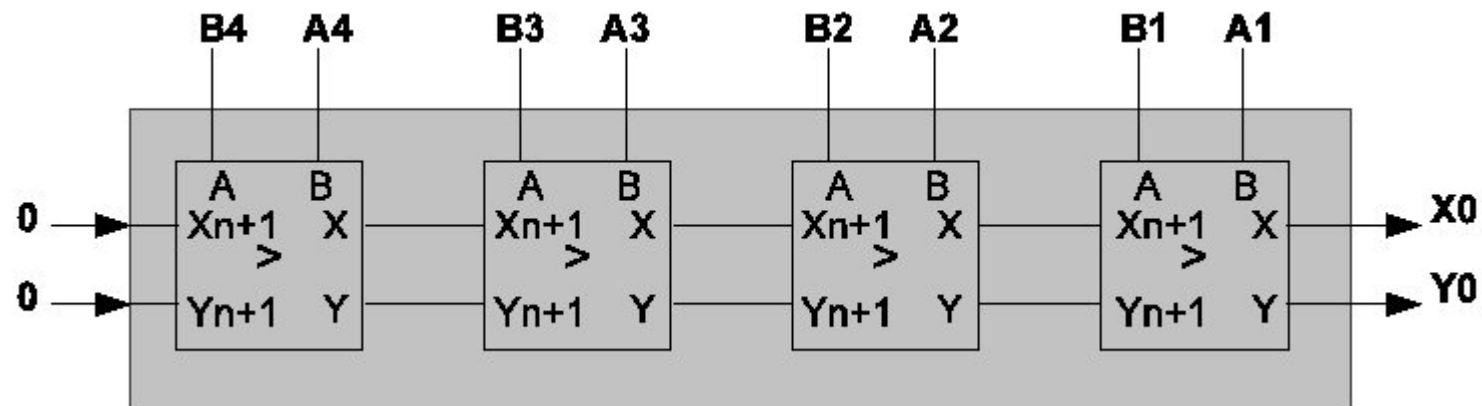 B4 A4 B3 A3 B2 A2 B1 A1
A B A B A B A B
0 Xn+1 X Xn+1 X Xn+1 X Xn+1 X X0
> > > >
0 Yn+1 Y Yn+1 Y Yn+1 Y Yn+1 Y Y0